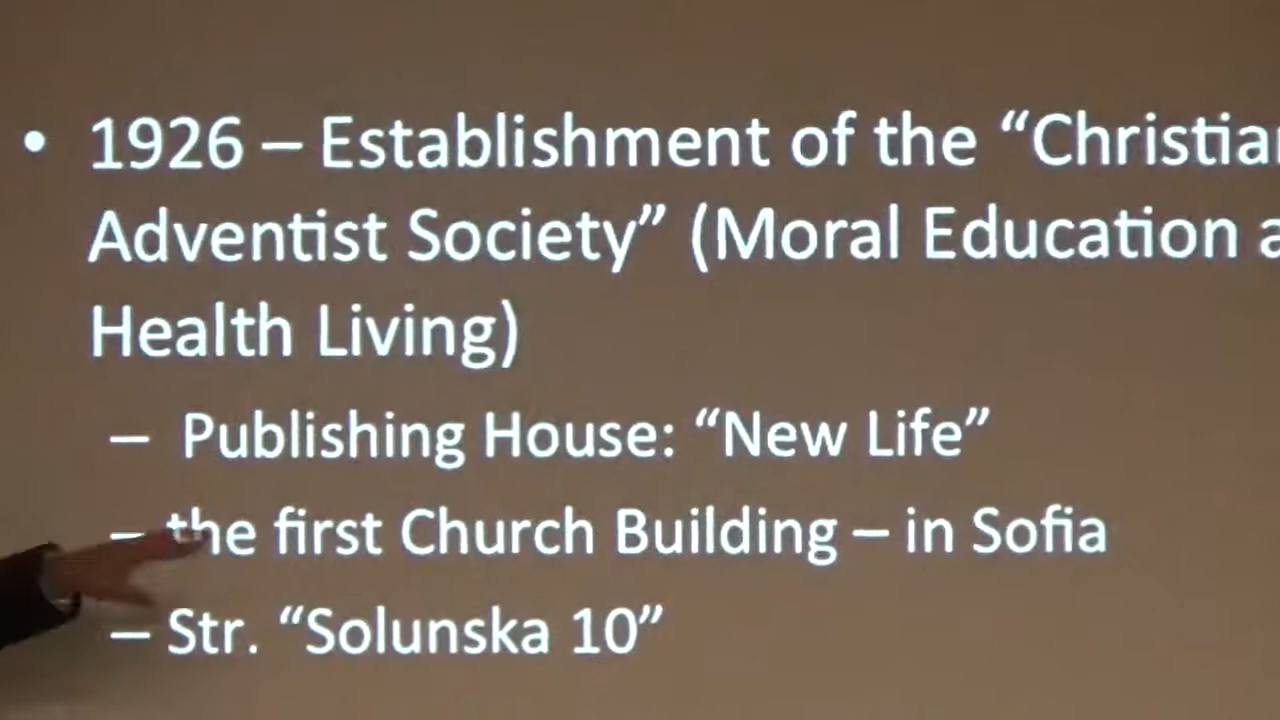 • 1926 – Establishment of the “Christian
Adventist Society” (Moral Education a
Health Living)
– Publishing House: “New Life”
– the first Church Building – in Sofia
– Str. “Solunska 10”